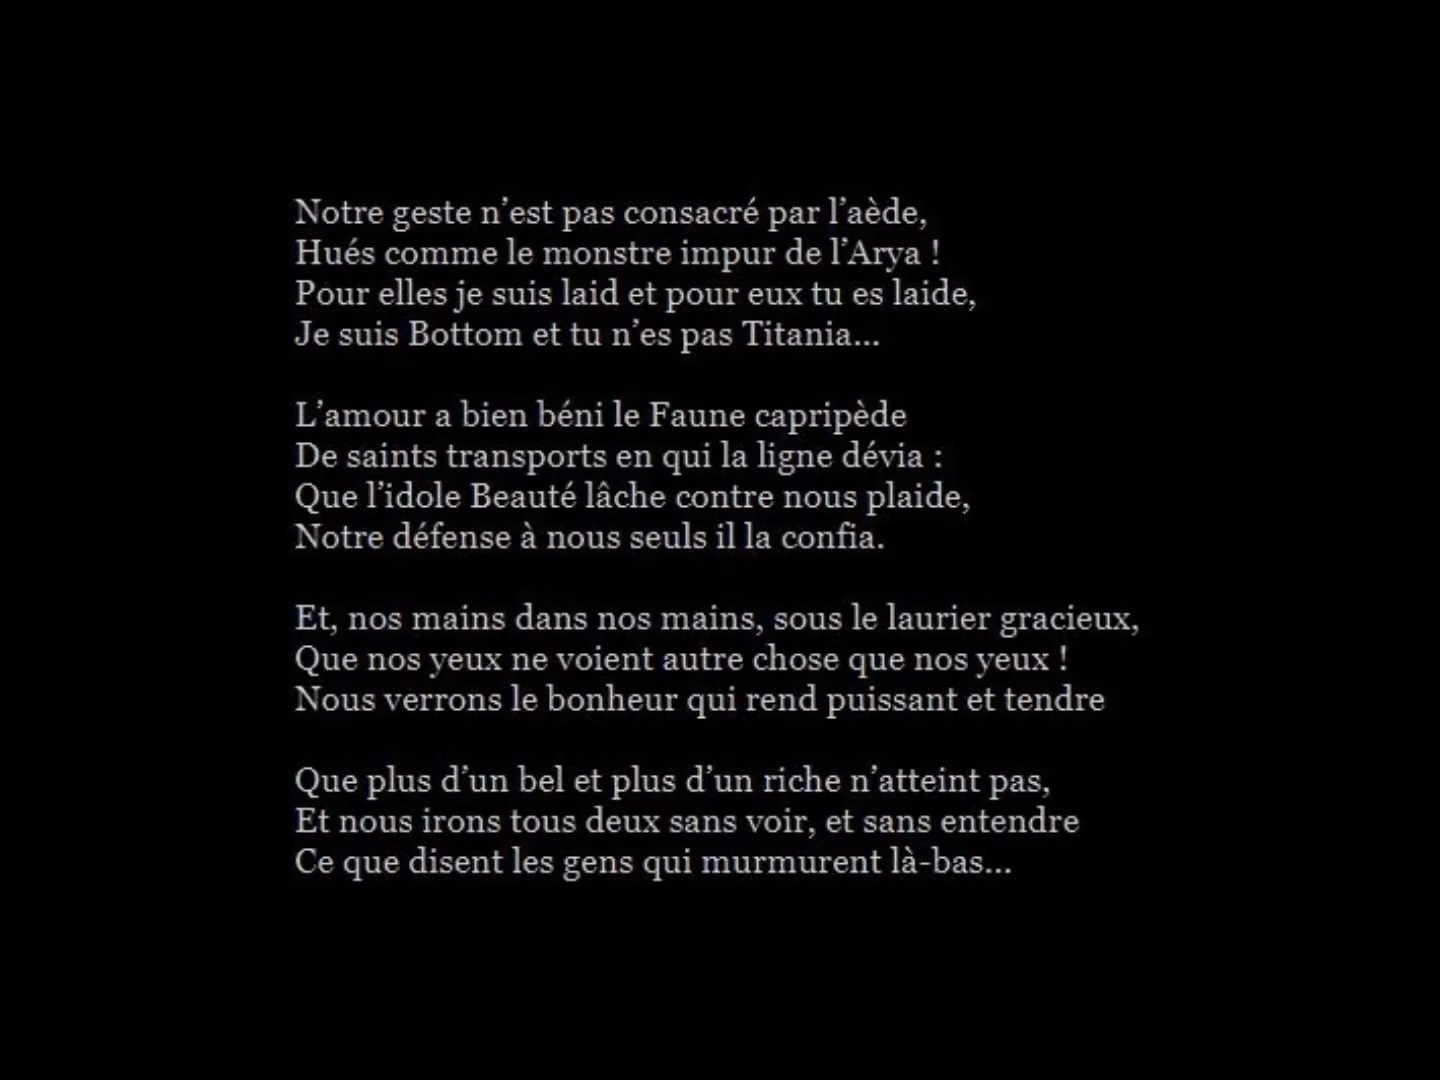 Notre geste n’est pas consacré par l’aède,
Hués comme le monstre impur de l’Arya !
Pour elles je suis laid et pour eux tu es laide,
Je suis Bottom et tu n’es pas Titania...
L’amour a bien béni le Faune capripède
De saints transports en qui la ligne dévia :
Que l’idole Beauté lâche contre nous plaide,
Notre défense à nous seuls il la confia.
Et, nos mains dans nos mains, sous le laurier gracieux,
Que nos yeux ne voient autre chose que nos yeux !
Nous verrons le bonheur qui rend puissant et tendre
Que plus d’un bel et plus d’un riche n’atteint pas,
Et nous irons tous deux sans voir, et sans entendre
Ce que disent les gens qui murmurent là-bas...